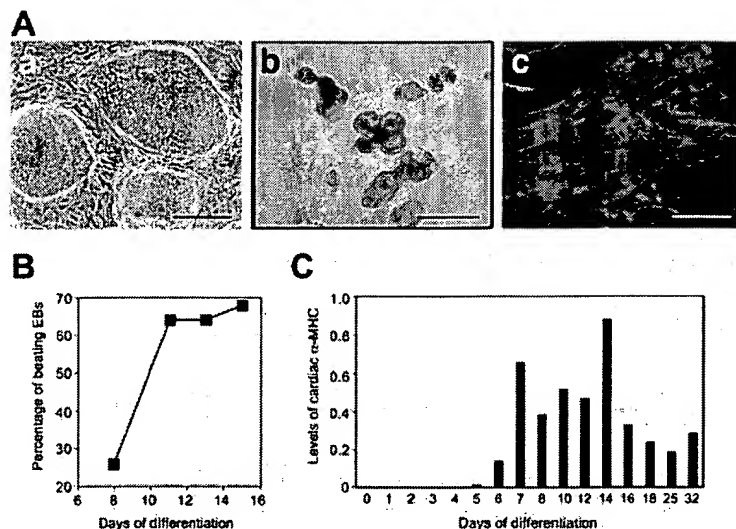 A
a b c
B C
Percentage of beating EBs
70
60
50
40
30
20
6 8 10 12 14 16
Days of differentiation
Levels of cardiac α-MHC
1.0
0.8
0.6
0.4
0.2
0
0 1 2 3 4 5 6 7 8 10 12 14 16 18 25 32
Days of differentiation